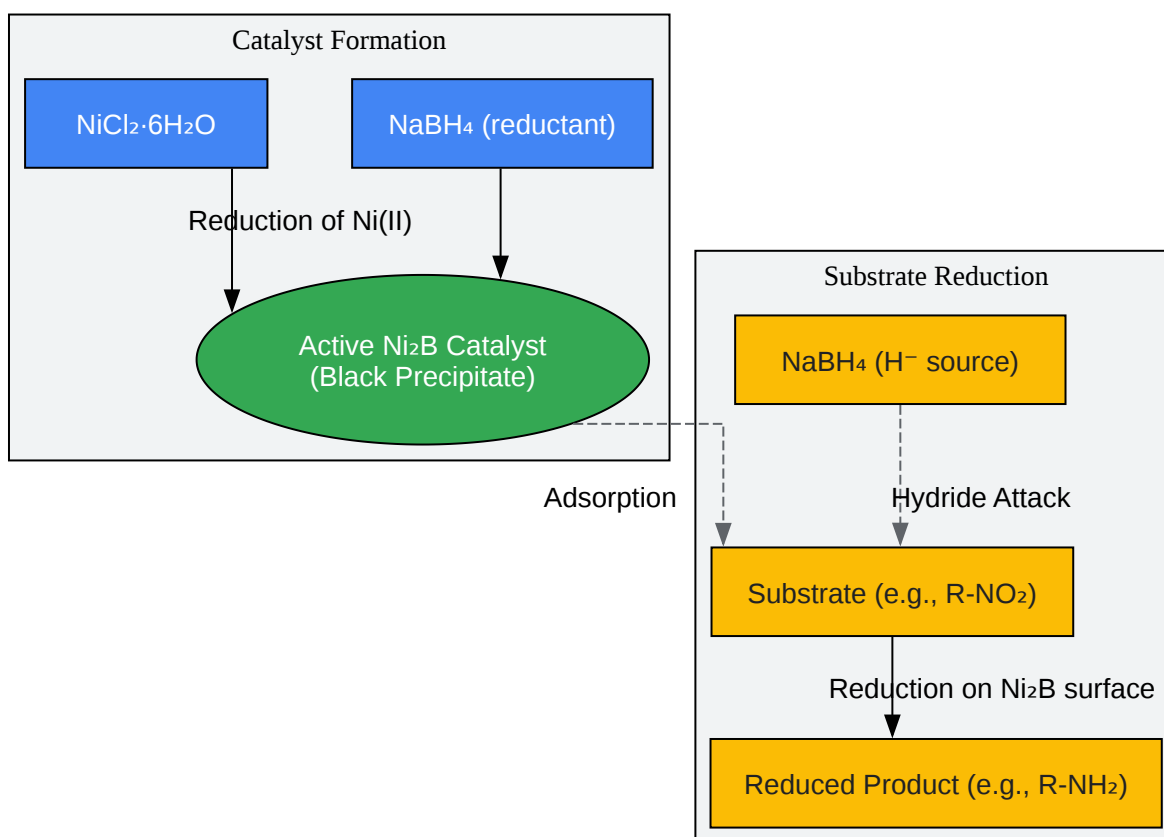 Catalyst Formation
NiCl₂·6H₂O
NaBH₄ (reductant)
Reduction of Ni(II)
Active Ni₂B Catalyst
(Black Precipitate)
Substrate Reduction
NaBH₄ (H⁻ source)
Adsorption
Hydride Attack
Substrate (e.g., R-NO₂)
Reduction on Ni₂B surface
Reduced Product (e.g., R-NH₂)